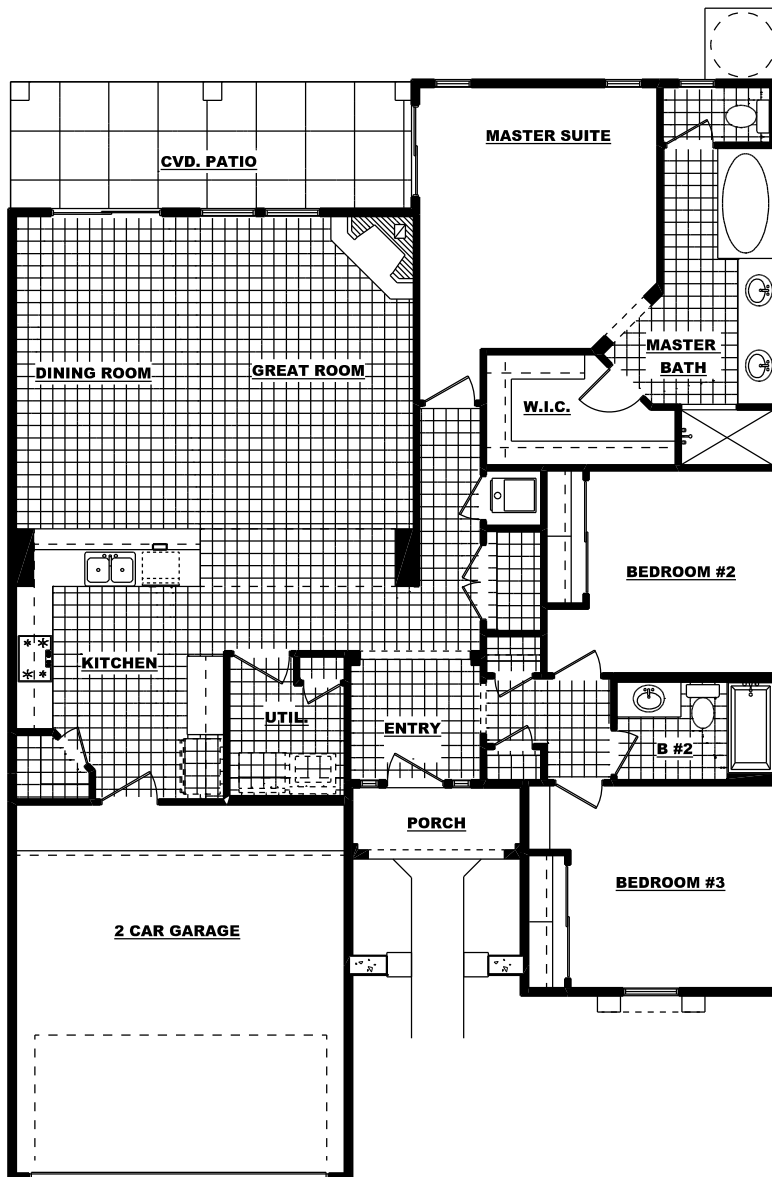 MASTER SUITE
CVD. PATIO
MASTER
BATH
DINING ROOM
GREAT ROOM
W.I.C.
BEDROOM #2
KITCHEN
UTIL.
ENTRY
B #2
PORCH
BEDROOM #3
2 CAR GARAGE